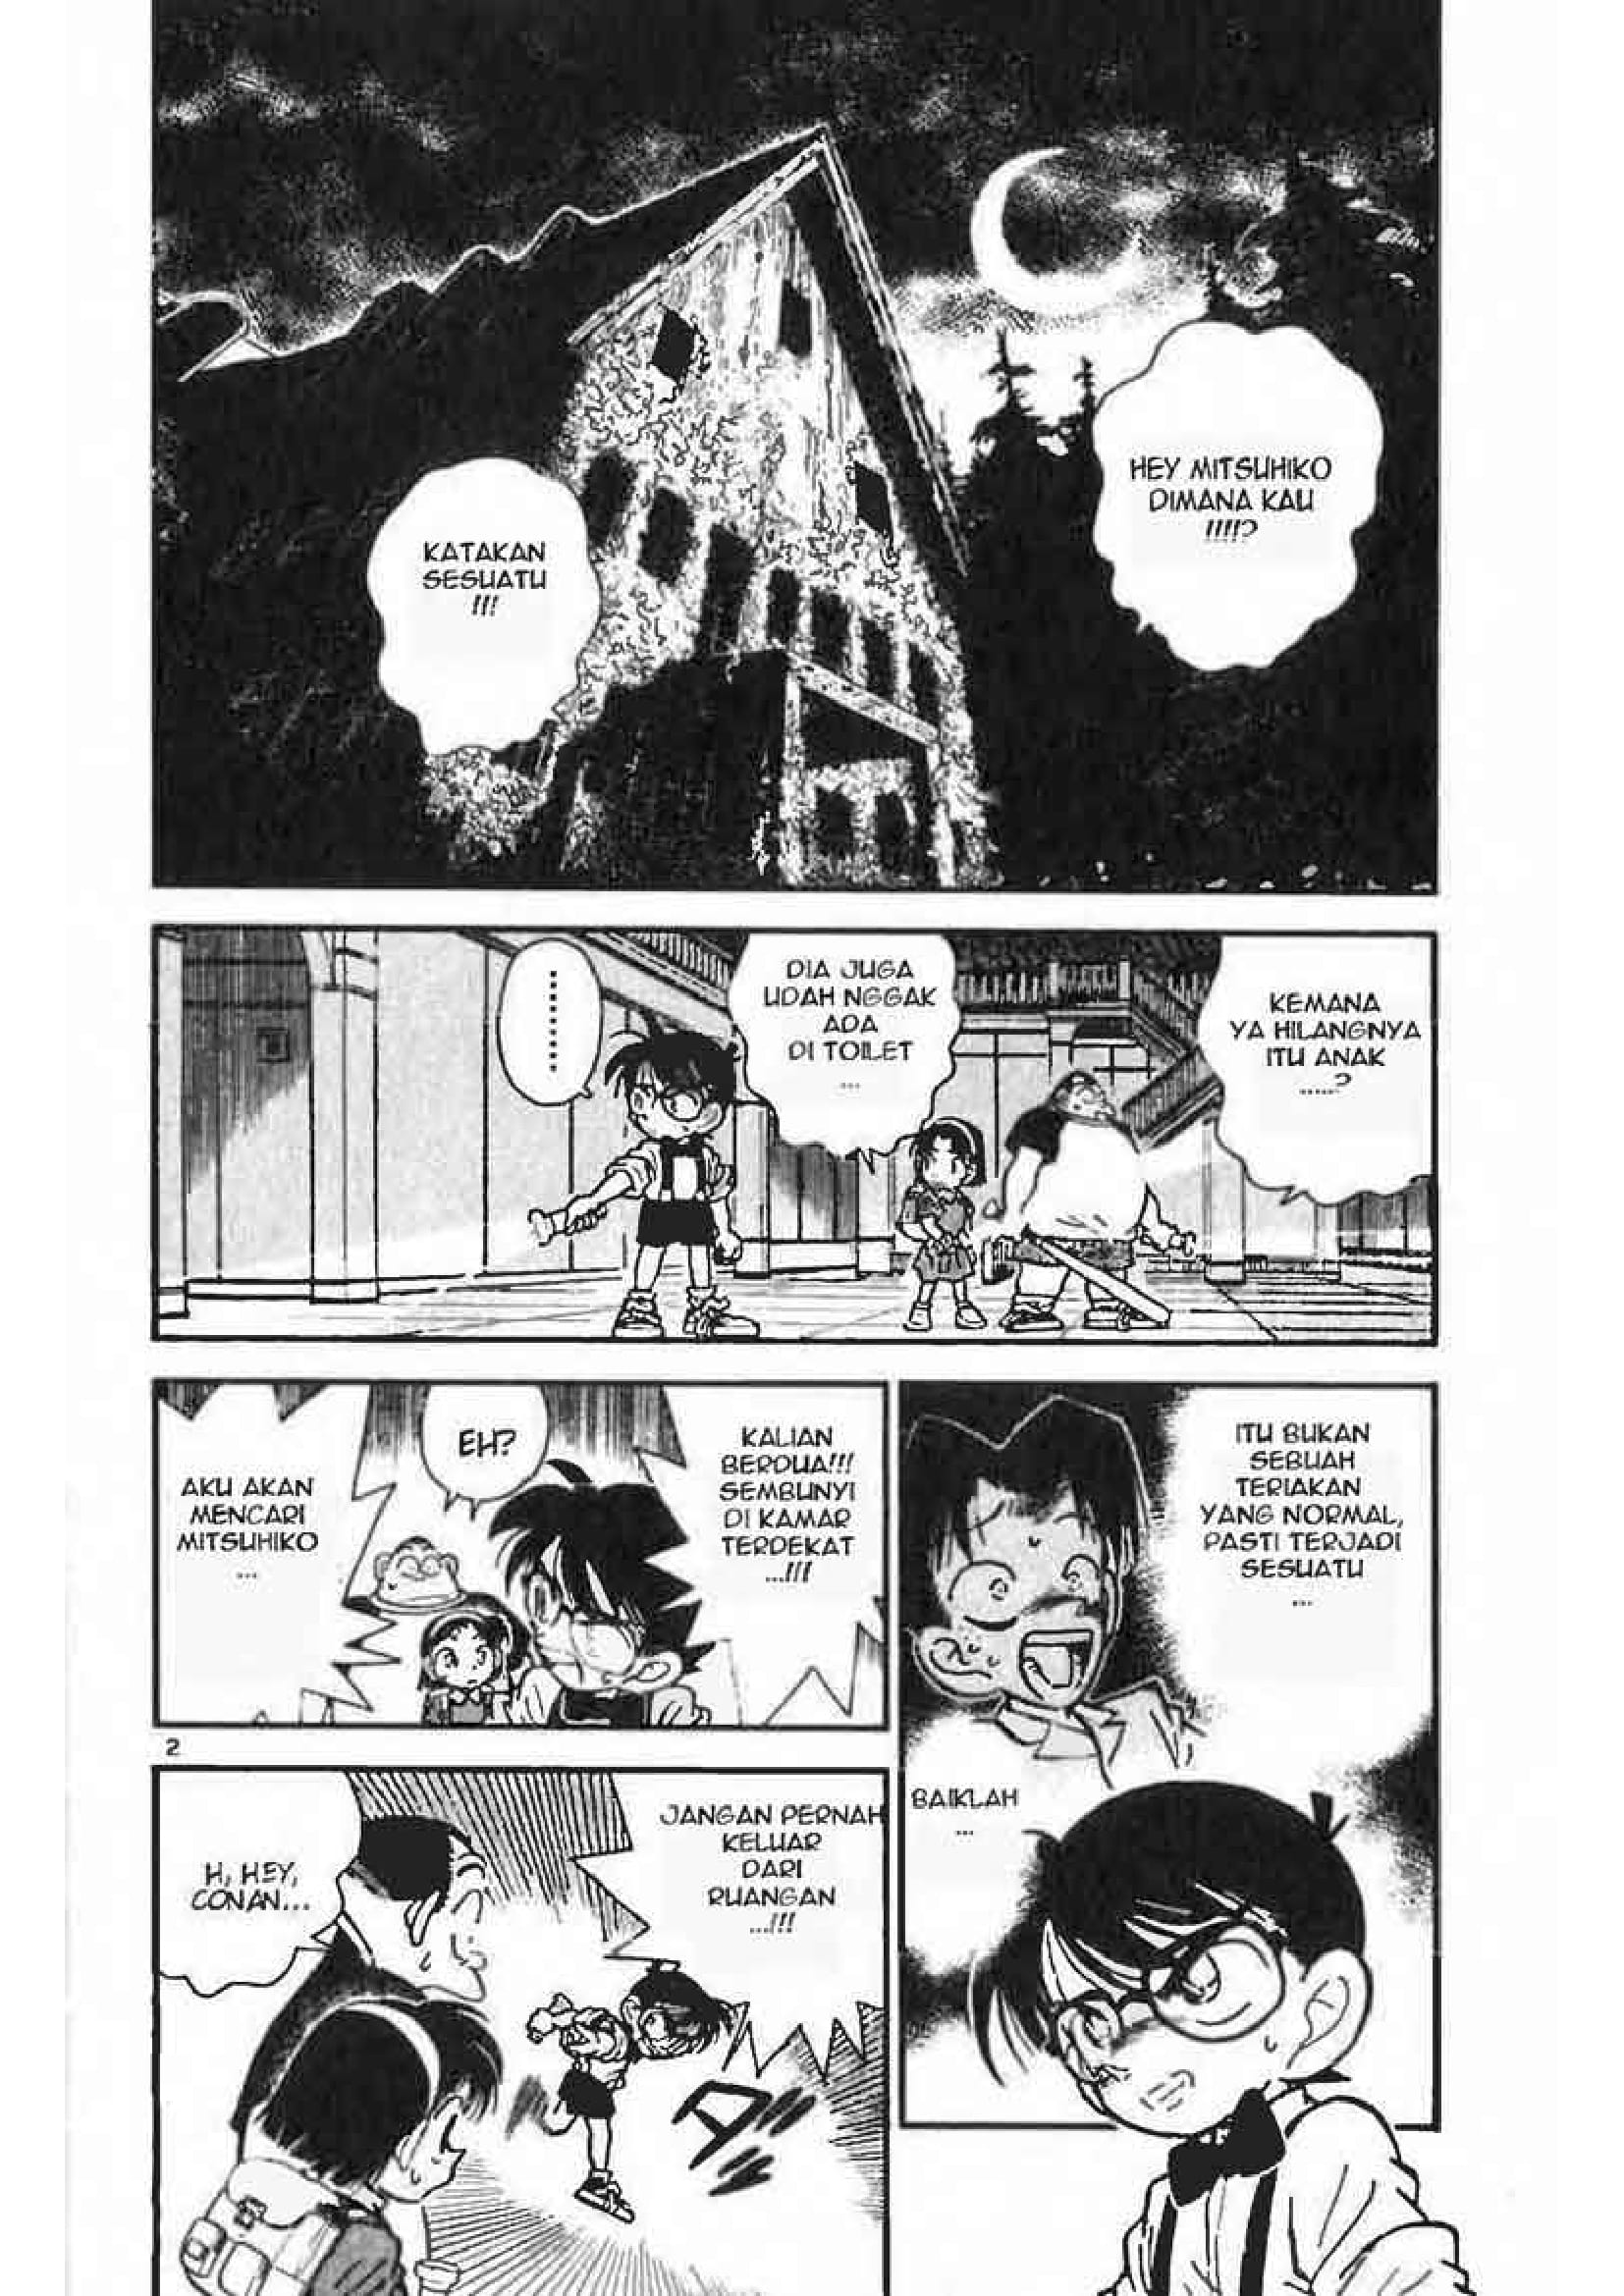 HEY MITSUHIKO
DIMANA KAU
!!!!?
KATAKAN
SESUATU
!!!
KEMANA
YA HILANGNYA
ITU ANAK
.....?
DIA JUGA
UDAH NGGAK
ADA
DI TOILET
...
..........
ITU BUKAN
SEBUAH
TERIAKAN
YANG NORMAL,
PASTI TERJADI
SESUATU
...
BAIKLAH
...
KALIAN
BERDUA!!!
SEMBUNYI
DI KAMAR
TERDEKAT
...!!!
EH?
AKU AKAN
MENCARI
MITSUHIKO
...
2
JANGAN PERNAH
KELUAR
DARI
RUANGAN
...!!!
H, HEY,
CONAN...